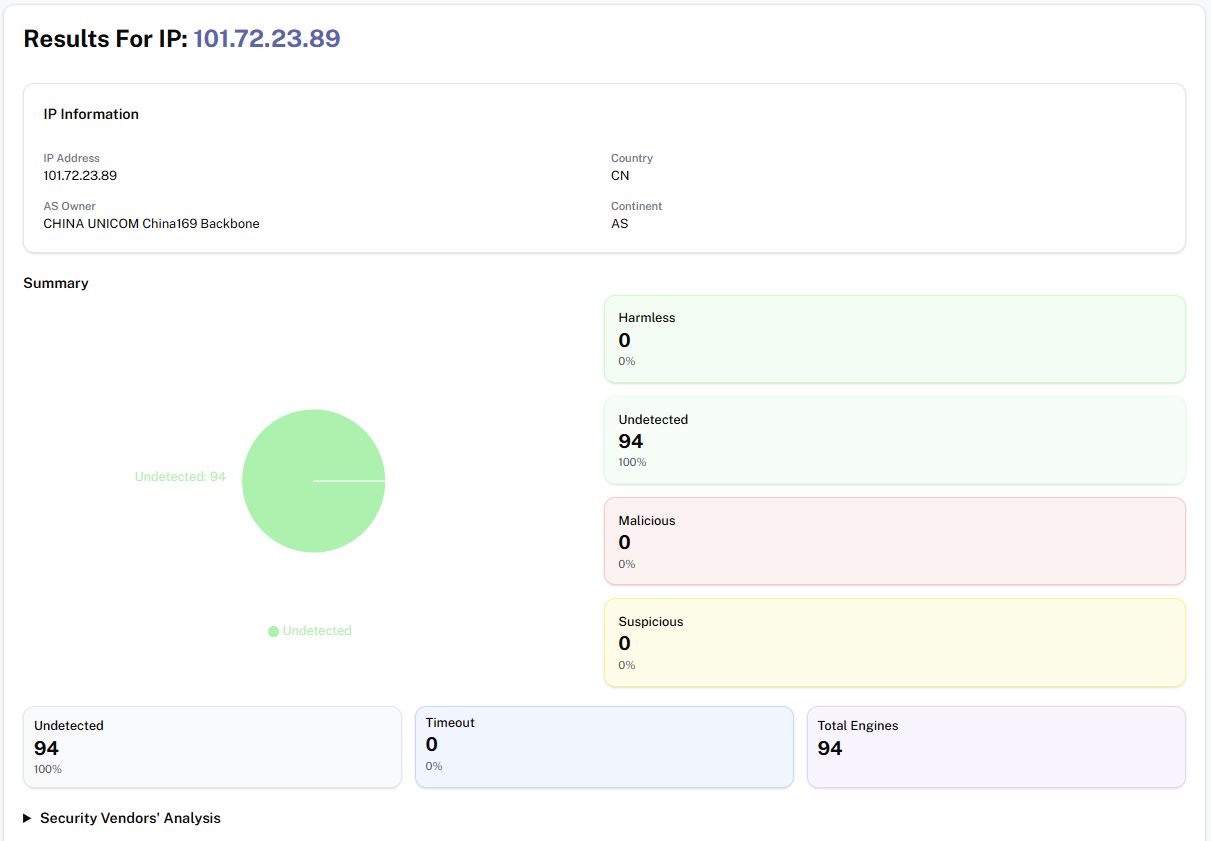 Results For IP: 101.72.23.89
IP Information
IP Address
101.72.23.89
Country
CN
AS Owner
CHINA UNICOM China169 Backbone
Continent
AS
Summary
Undetected: 94
Undetected
Harmless
0
0%
Undetected
94
100%
Malicious
0
0%
Suspicious
0
0%
Undetected
94
100%
Timeout
0
0%
Total Engines
94
Security Vendors' Analysis